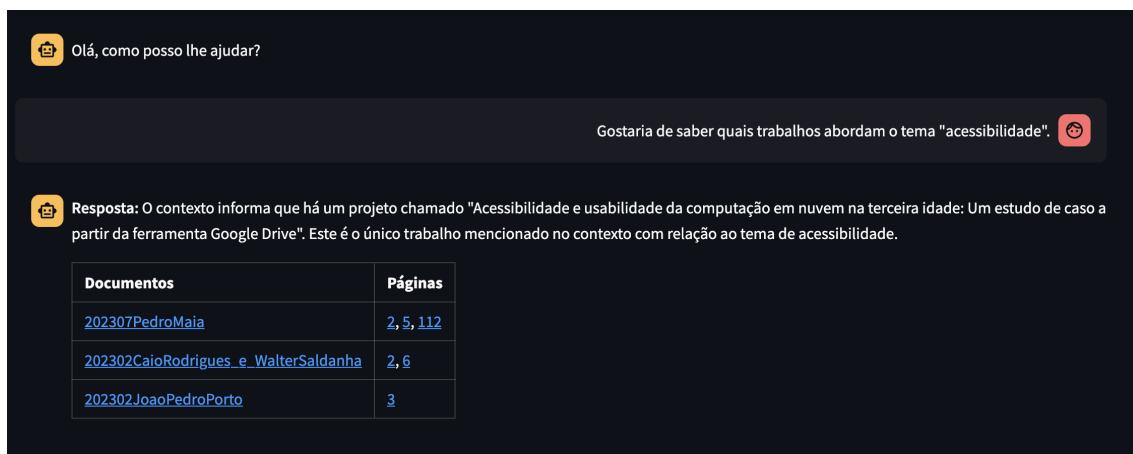 Olá, como posso lhe ajudar?
Gostaria de saber quais trabalhos abordam o tema "acessibilidade".
Resposta: O contexto informa que há um projeto chamado "Acessibilidade e usabilidade da computação em nuvem na terceira idade: Um estudo de caso a
partir da ferramenta Google Drive". Este é o único trabalho mencionado no contexto com relação ao tema de acessibilidade.
Documentos Páginas
202307PedroMaia 2, 5, 112
202302CaioRodrigues_e_WalterSaldanha 2, 6
202302JoaoPedroPorto 3